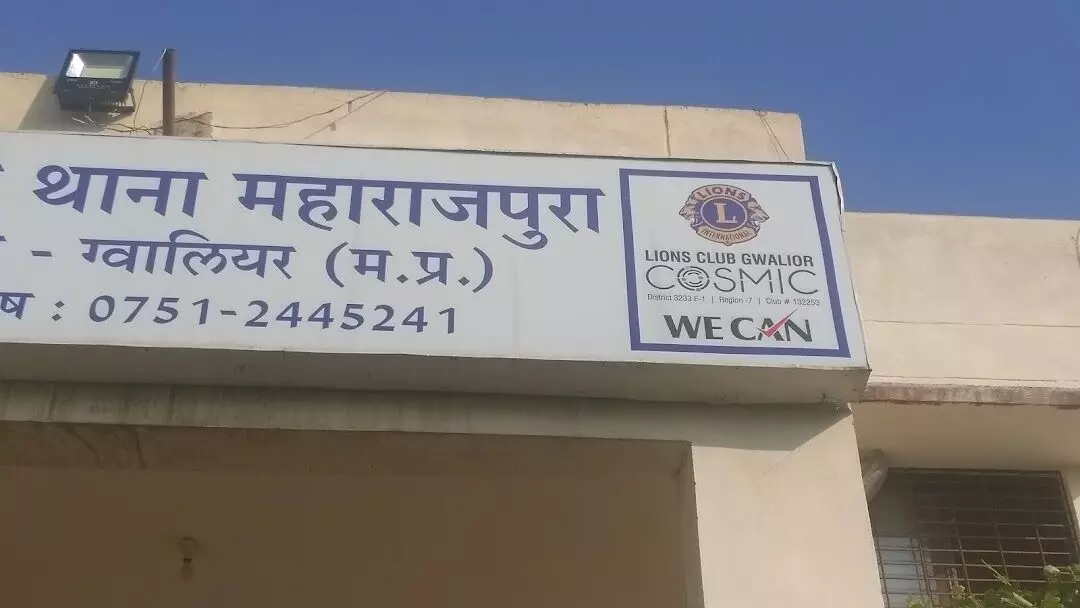 थाना महाराजपुरा
- ग्वालियर (म.प्र.)
ष : 0751-2445241
LIONS
L
INTERNATIONAL
LIONS CLUB GWALIOR
COSMIC
District 3233 E-1 | Region -7 | Club # 132253
WE CAN